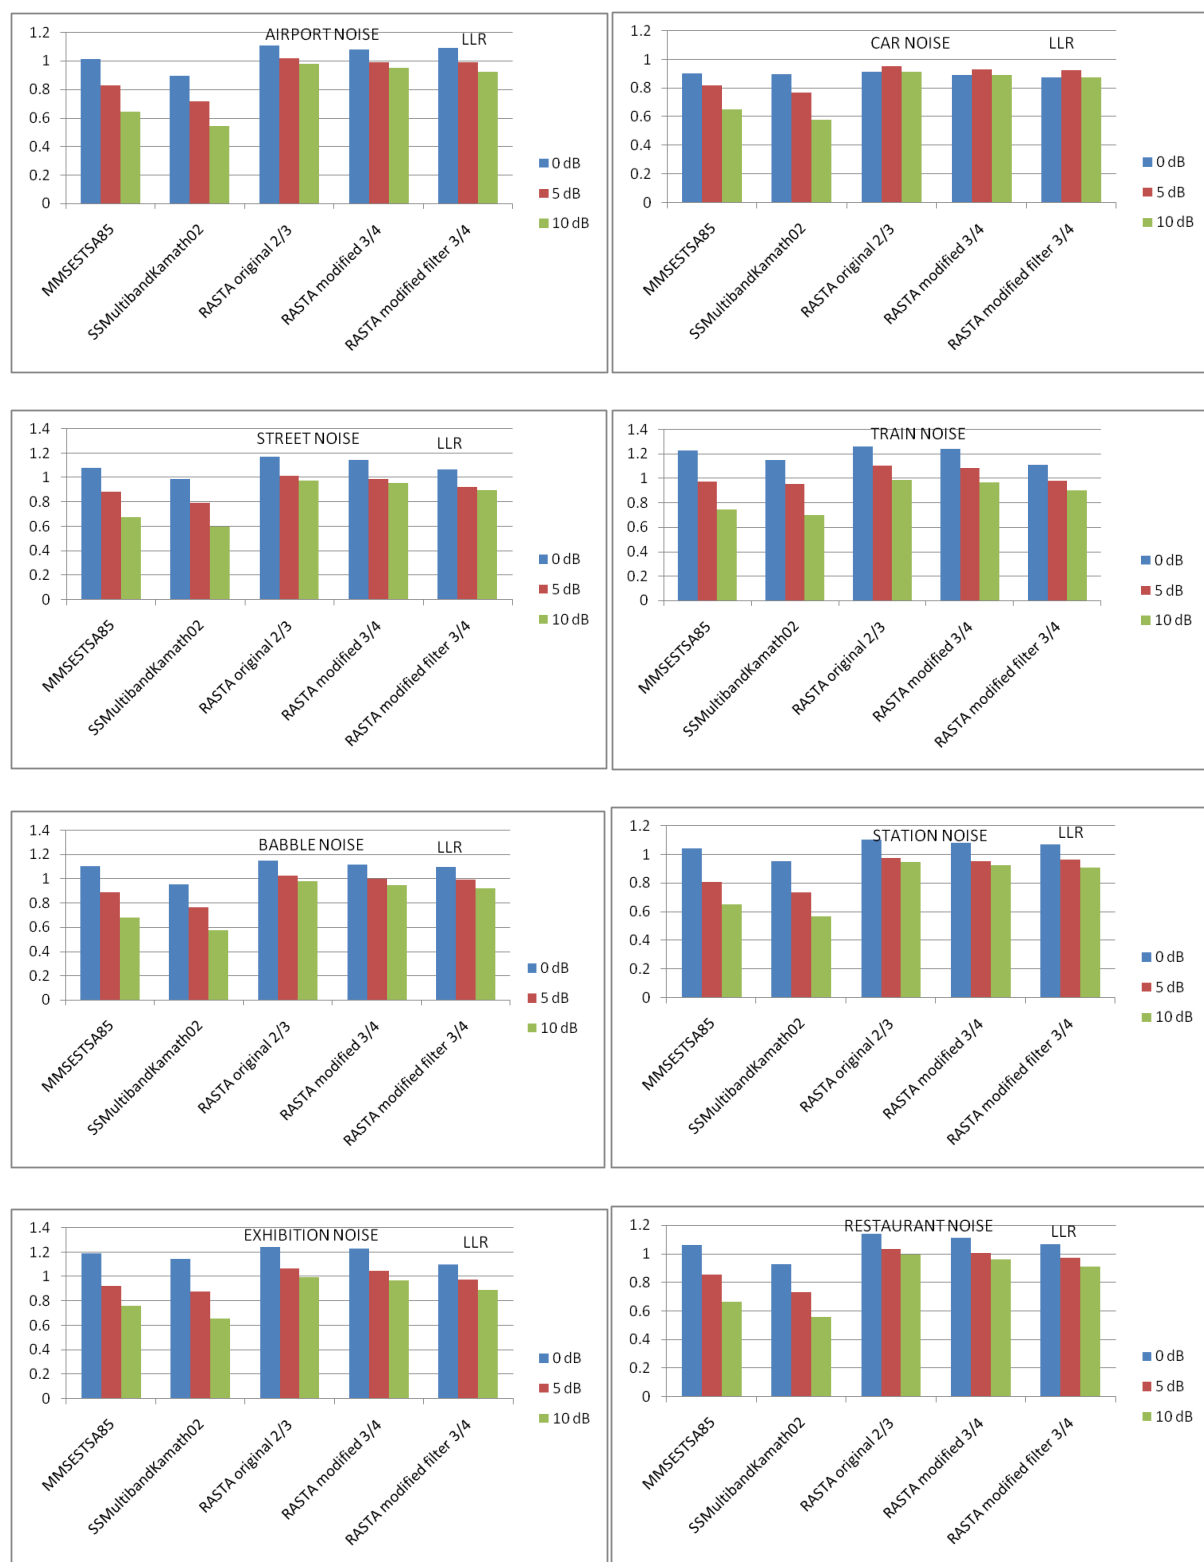 AIRPORT NOISE LLR
1.2
1
0.8
0.6
0.4
0.2
0
0 dB
5 dB
10 dB
MMSESTSA85
SSMultibandKamath02
RASTA original 2/3
RASTA modified 3/4
RASTA modified filter 3/4
CAR NOISE LLR
1.2
1
0.8
0.6
0.4
0.2
0
0 dB
5 dB
10 dB
MMSESTSA85
SSMultibandKamath02
RASTA original 2/3
RASTA modified 3/4
RASTA modified filter 3/4
STREET NOISE LLR
1.4
1.2
1
0.8
0.6
0.4
0.2
0
0 dB
5 dB
10 dB
MMSESTSA85
SSMultibandKamath02
RASTA original 2/3
RASTA modified 3/4
RASTA modified filter 3/4
TRAIN NOISE
1.4
1.2
1
0.8
0.6
0.4
0.2
0
0 dB
5 dB
10 dB
MMSESTSA85
SSMultibandKamath02
RASTA original 2/3
RASTA modified 3/4
RASTA modified filter 3/4
BABBLE NOISE LLR
1.4
1.2
1
0.8
0.6
0.4
0.2
0
0 dB
5 dB
10 dB
MMSESTSA85
SSMultibandKamath02
RASTA original 2/3
RASTA modified 3/4
RASTA modified filter 3/4
STATION NOISE LLR
1.2
1
0.8
0.6
0.4
0.2
0
0 dB
5 dB
10 dB
MMSESTSA85
SSMultibandKamath02
RASTA original 2/3
RASTA modified 3/4
RASTA modified filter 3/4
EXHIBITION NOISE LLR
1.4
1.2
1
0.8
0.6
0.4
0.2
0
0 dB
5 dB
10 dB
MMSESTSA85
SSMultibandKamath02
RASTA original 2/3
RASTA modified 3/4
RASTA modified filter 3/4
RESTAURANT NOISE LLR
1.2
1
0.8
0.6
0.4
0.2
0
0 dB
5 dB
10 dB
MMSESTSA85
SSMultibandKamath02
RASTA original 2/3
RASTA modified 3/4
RASTA modified filter 3/4